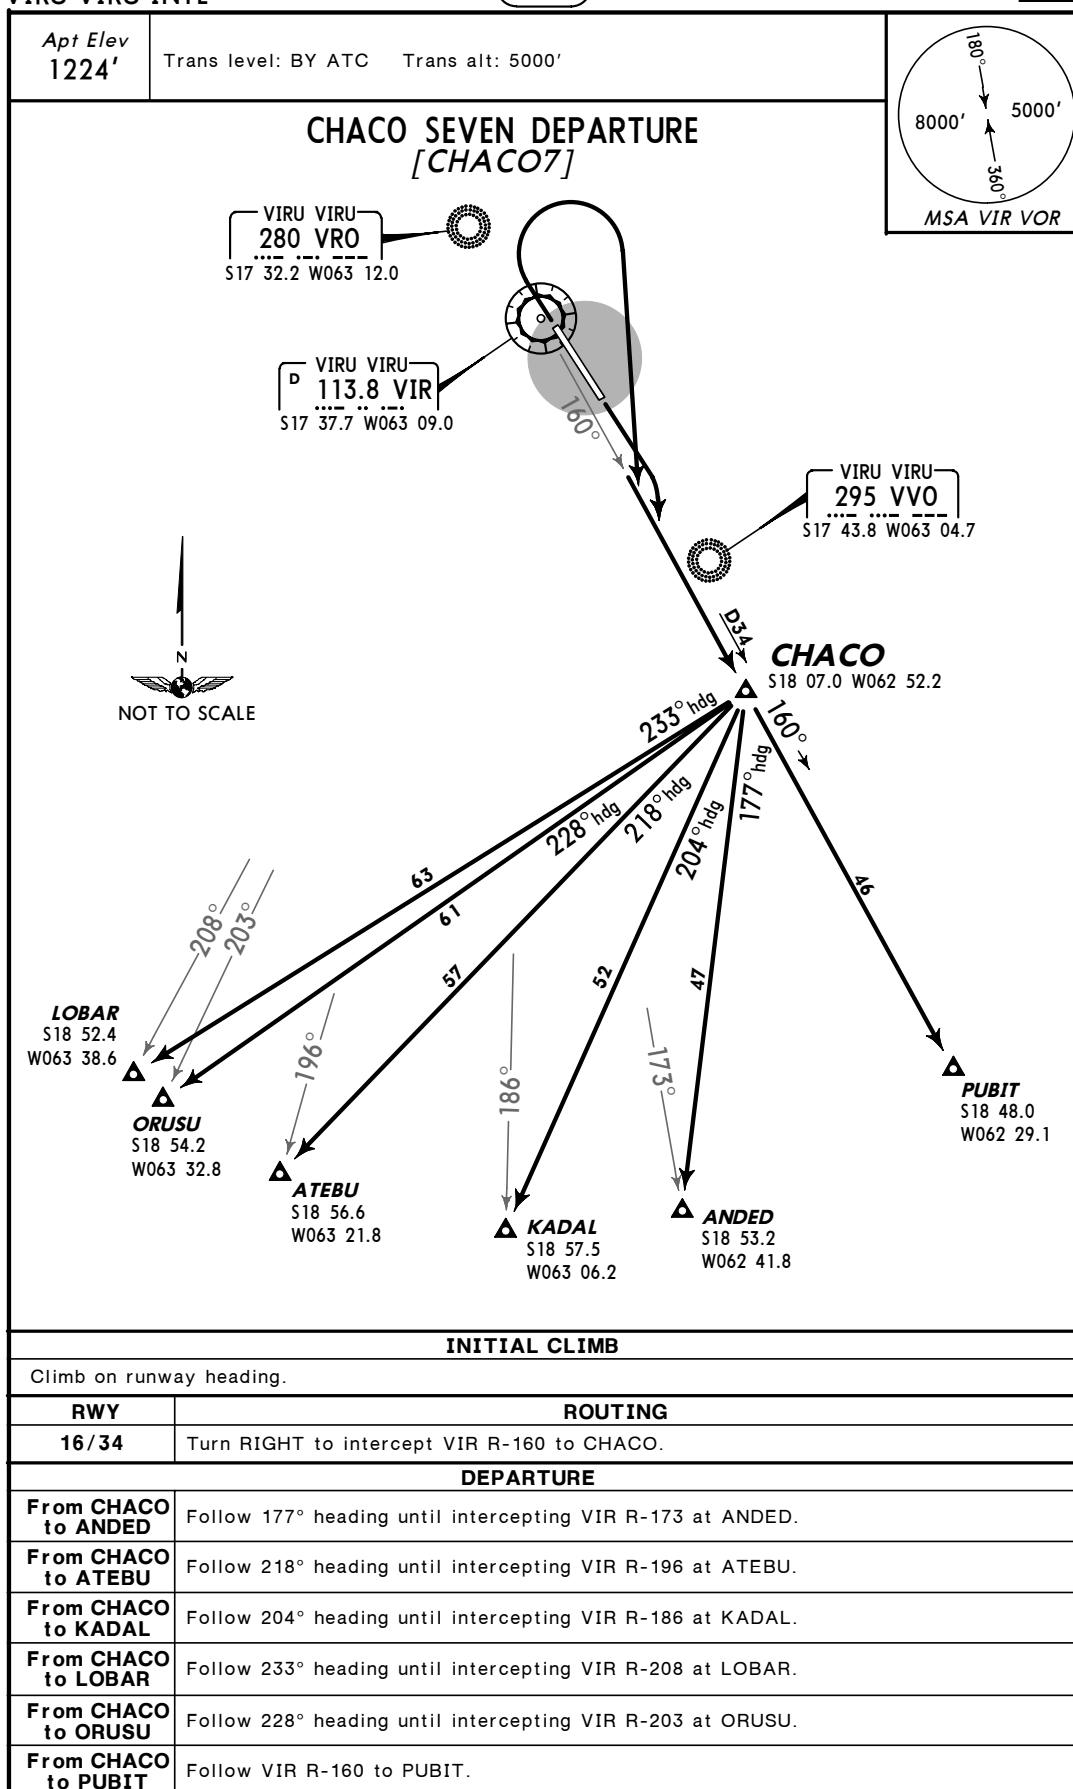 VIRU VIRU INTL
Apt Elev
1224'
Trans level: BY ATC Trans alt: 5000'
180°
8000'
5000'
360°
MSA VIR VOR
CHACO SEVEN DEPARTURE
[CHACO7]
VIRU VIRU
280 VRO
S17 32.2 W063 12.0
VIRU VIRU
D 113.8 VIR
S17 37.7 W063 09.0
160°
VIRU VIRU
295 VVO
S17 43.8 W063 04.7
N
NOT TO SCALE
D34
CHACO
S18 07.0 W062 52.2
233° hdg
228° hdg
218° hdg
204° hdg
177° hdg
160°
63
61
57
52
47
46
208°
203°
196°
186°
173°
LOBAR
S18 52.4
W063 38.6
ORUSU
S18 54.2
W063 32.8
ATEBU
S18 56.6
W063 21.8
KADAL
S18 57.5
W063 06.2
ANDED
S18 53.2
W062 41.8
PUBIT
S18 48.0
W062 29.1
INITIAL CLIMB
Climb on runway heading.
RWY ROUTING
16/34 Turn RIGHT to intercept VIR R-160 to CHACO.
DEPARTURE
From CHACO
to ANDED
Follow 177° heading until intercepting VIR R-173 at ANDED.
From CHACO
to ATEBU
Follow 218° heading until intercepting VIR R-196 at ATEBU.
From CHACO
to KADAL
Follow 204° heading until intercepting VIR R-186 at KADAL.
From CHACO
to LOBAR
Follow 233° heading until intercepting VIR R-208 at LOBAR.
From CHACO
to ORUSU
Follow 228° heading until intercepting VIR R-203 at ORUSU.
From CHACO
to PUBIT
Follow VIR R-160 to PUBIT.